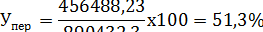 Упер = 456488,23 / 890432,3 х100 = 51,3%